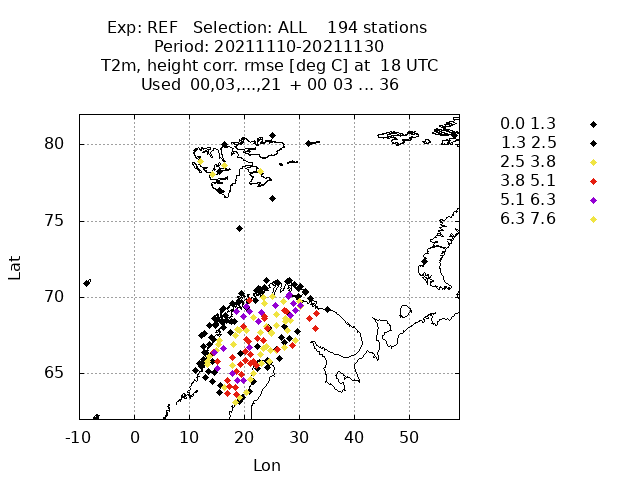 Exp: REF Selection: ALL 194 stations
Period: 20211110-20211130
T2m, height corr. rmse [deg C] at 18 UTC
Used 00,03,...,21 + 00 03 ... 36
0.0 1.3
1.3 2.5
2.5 3.8
3.8 5.1
5.1 6.3
6.3 7.6
80
75
70
65
Lat
-10 0 10 20 30 40 50
Lon